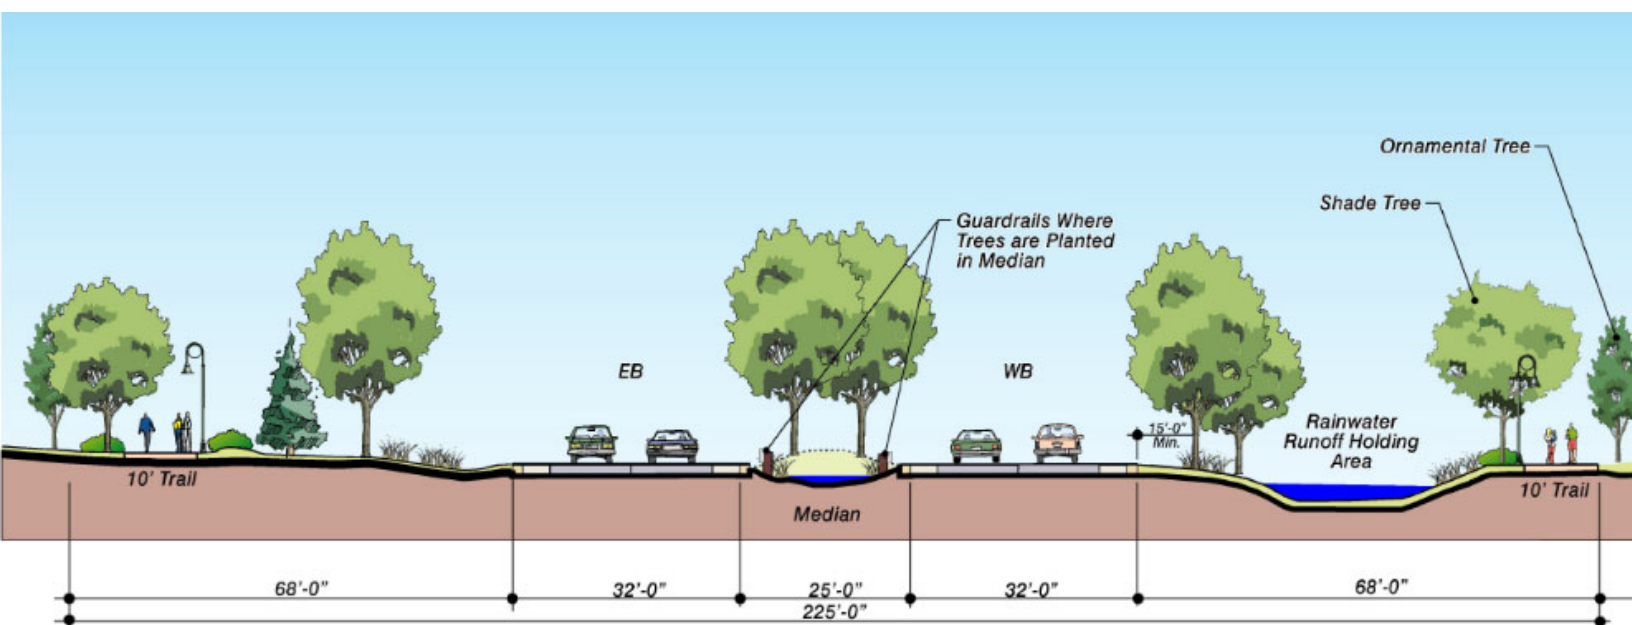 Ornamental Tree
Shade Tree
Guardrails Where
Trees are Planted
in Median
EB
WB
15'-0"
Min.
Rainwater
Runoff Holding
Area
10' Trail
10' Trail
Median
68'-0"
32'-0"
25'-0"
32'-0"
68'-0"
225'-0"